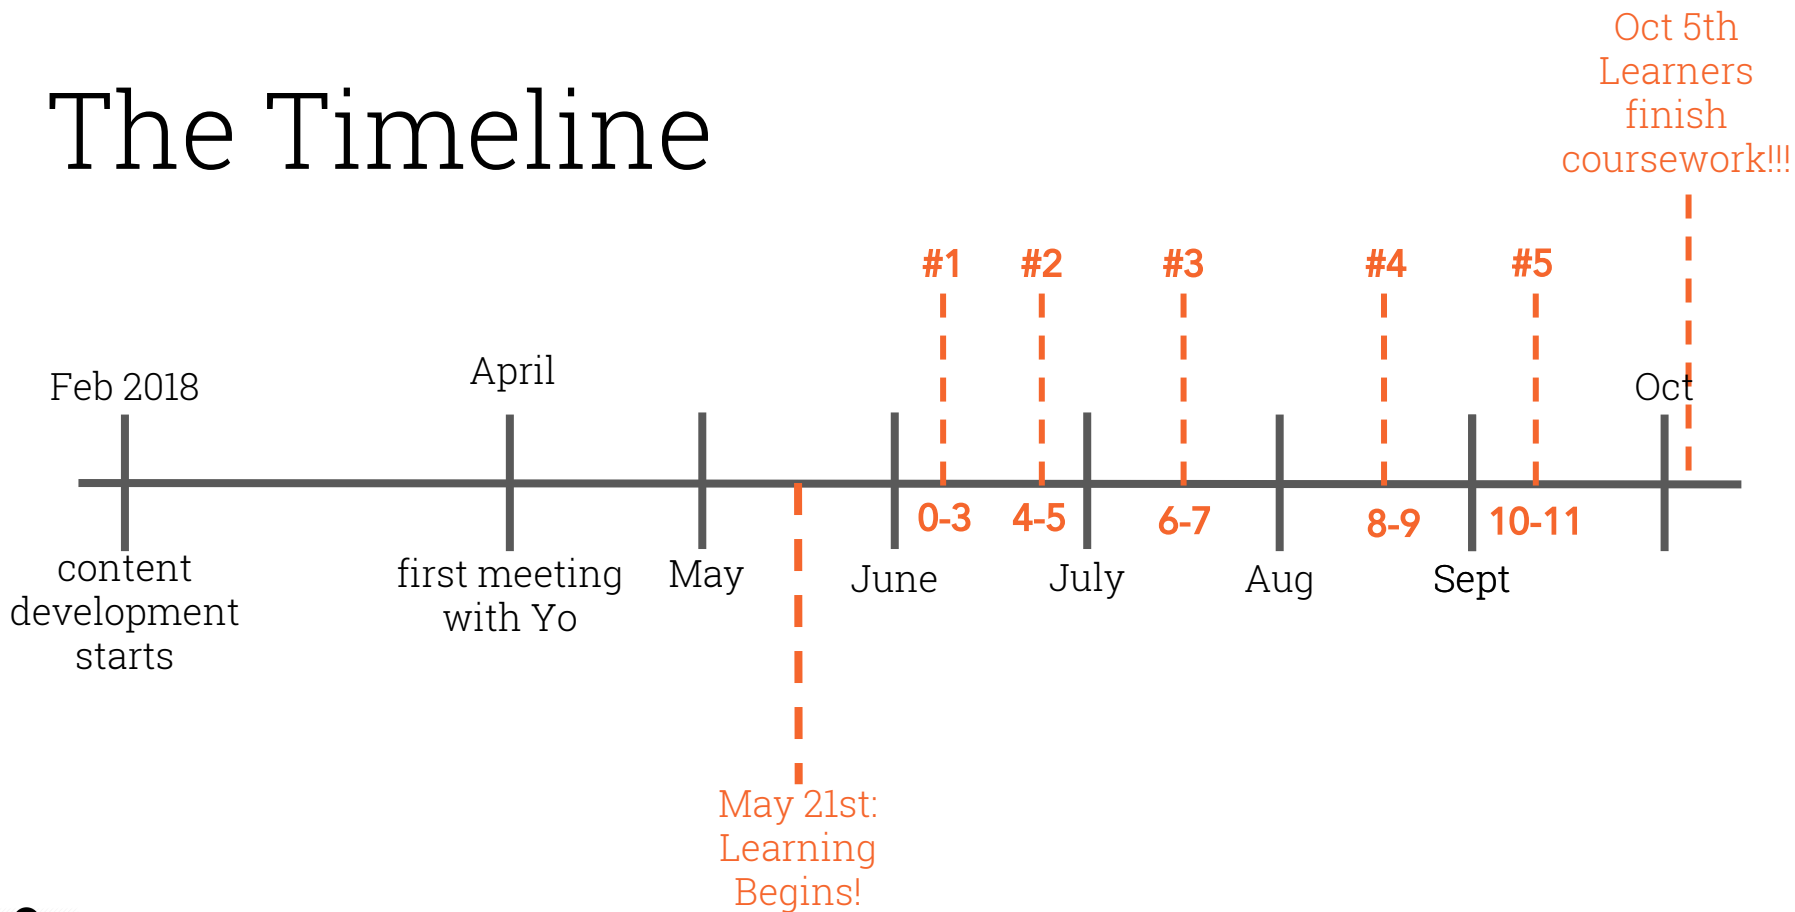 The Timeline
Oct 5th
Learners
finish
coursework!!!
#1
#2
#3
#4
#5
Feb 2018
April
Oct
0-3
4-5
6-7
8-9
10-11
content
development
starts
first meeting
with Yo
May
June
July
Aug
Sept
May 21st:
Learning
Begins!